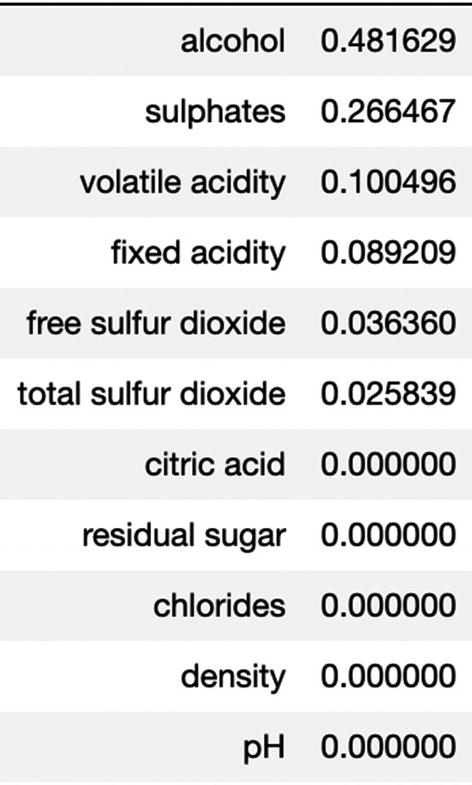 alcohol 0.481629
sulphates 0.266467
volatile acidity 0.100496
fixed acidity 0.089209
free sulfur dioxide 0.036360
total sulfur dioxide 0.025839
citric acid 0.000000
residual sugar 0.000000
chlorides 0.000000
density 0.000000
pH 0.000000